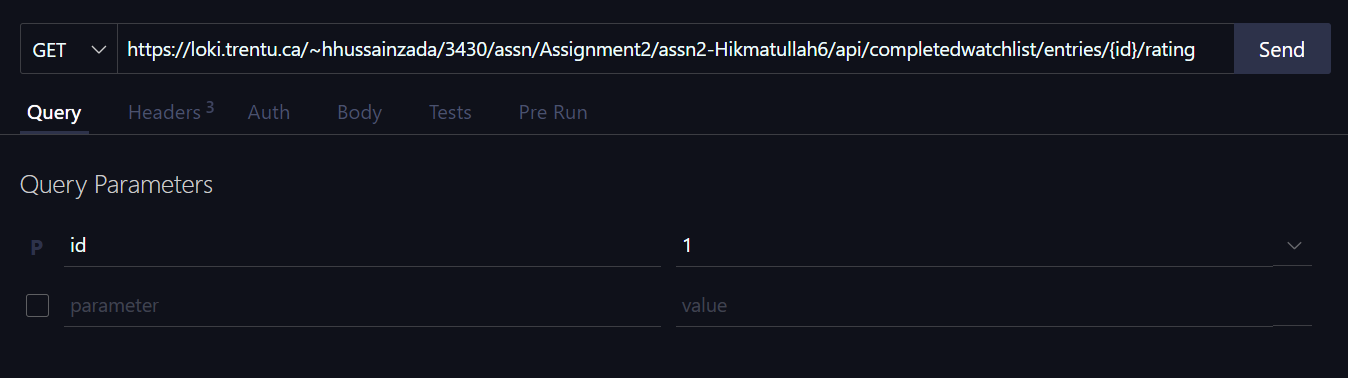 GET https://loki.trentu.ca/~hhussainzada/3430/assn/Assignment2/assn2-Hikmatullah6/api/completedwatchlist/entries/{id}/rating Send
Query Headers 3 Auth Body Tests Pre Run
Query Parameters
P id 1
parameter value